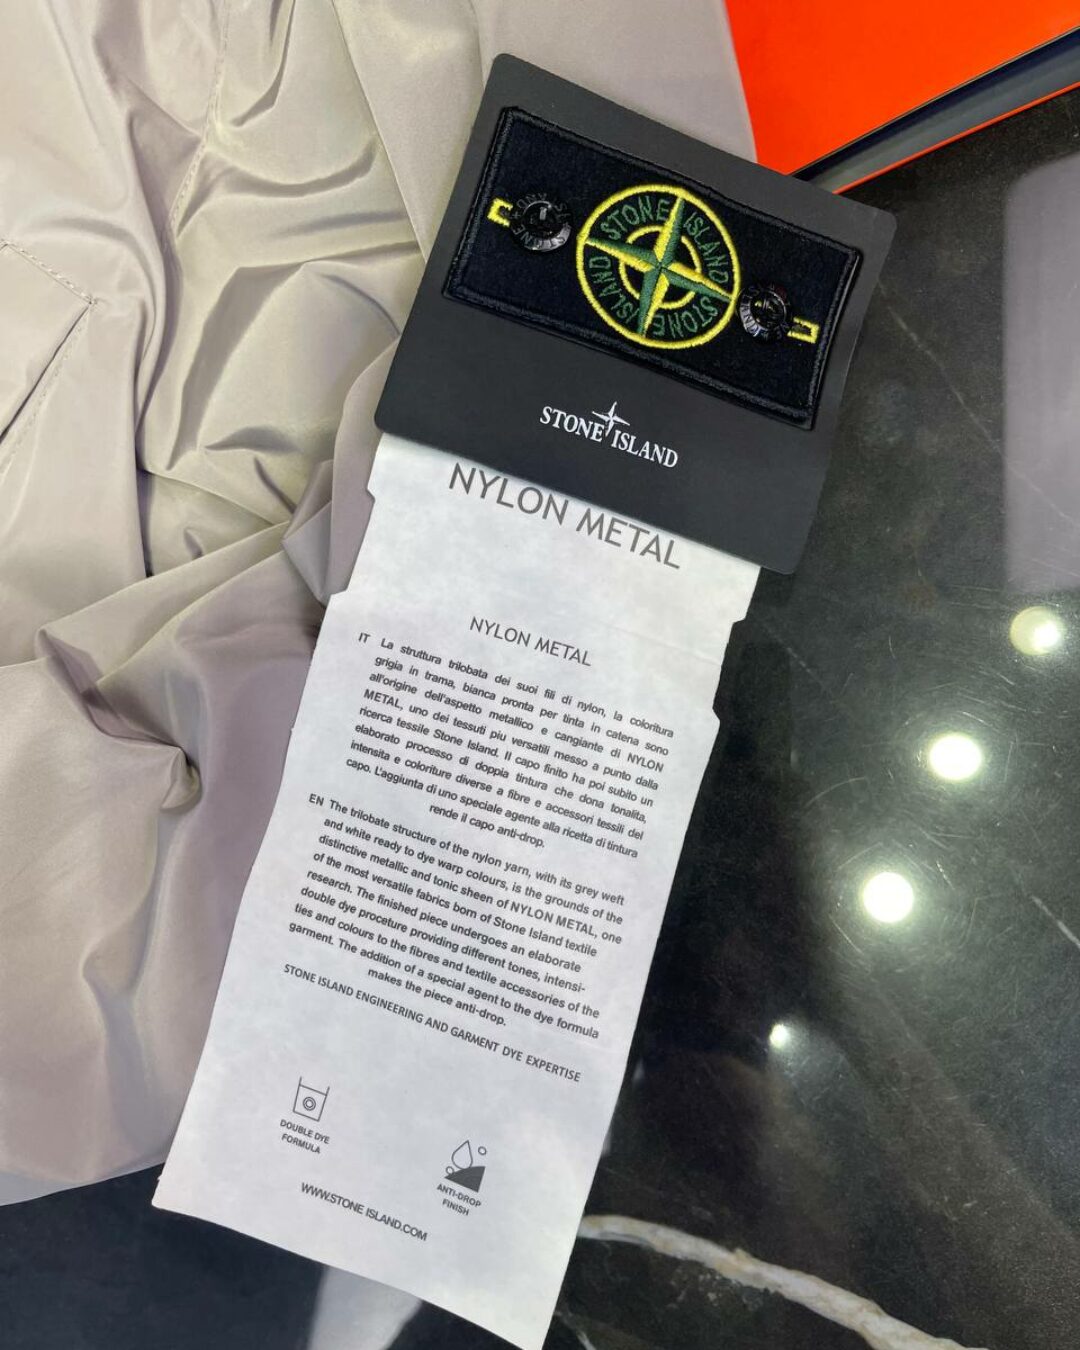 STONE ISLAND
STONE ISLAND
STONE ISLAND
NYLON METAL
NYLON METAL
IT La struttura trilobata dei suoi fili di nylon, la coloritura
grigia in trama, bianca pronta per tinta in catena sono
all'origine dell'aspetto metallico e cangiante di NYLON
METAL, uno dei tessuti piu versatili messo a punto dalla
ricerca tessile Stone Island. Il capo finito ha poi subito un
elaborato processo di doppia tintura che dona tonalita,
intensita e coloriture diverse a fibre e accessori tessili del
capo. L'aggiunta di uno speciale agente alla ricetta di tintura
rende il capo anti-drop.
EN The trilobate structure of the nylon yarn, with its grey weft
and white ready to dye warp colours, is the grounds of the
distinctive metallic and tonic sheen of NYLON METAL, one
of the most versatile fabrics born of Stone Island textile
research. The finished piece undergoes an elaborate
double dye proceture providing different tones, intensi-
ties and colours to the fibres and textile accessories of the
garment. The addition of a special agent to the dye formula
makes the piece anti-drop.
STONE ISLAND ENGINEERING AND GARMENT DYE EXPERTISE
DOUBLE DYE
FORMULA
ANTI-DROP
FINISH
WWW.STONE ISLAND.COM